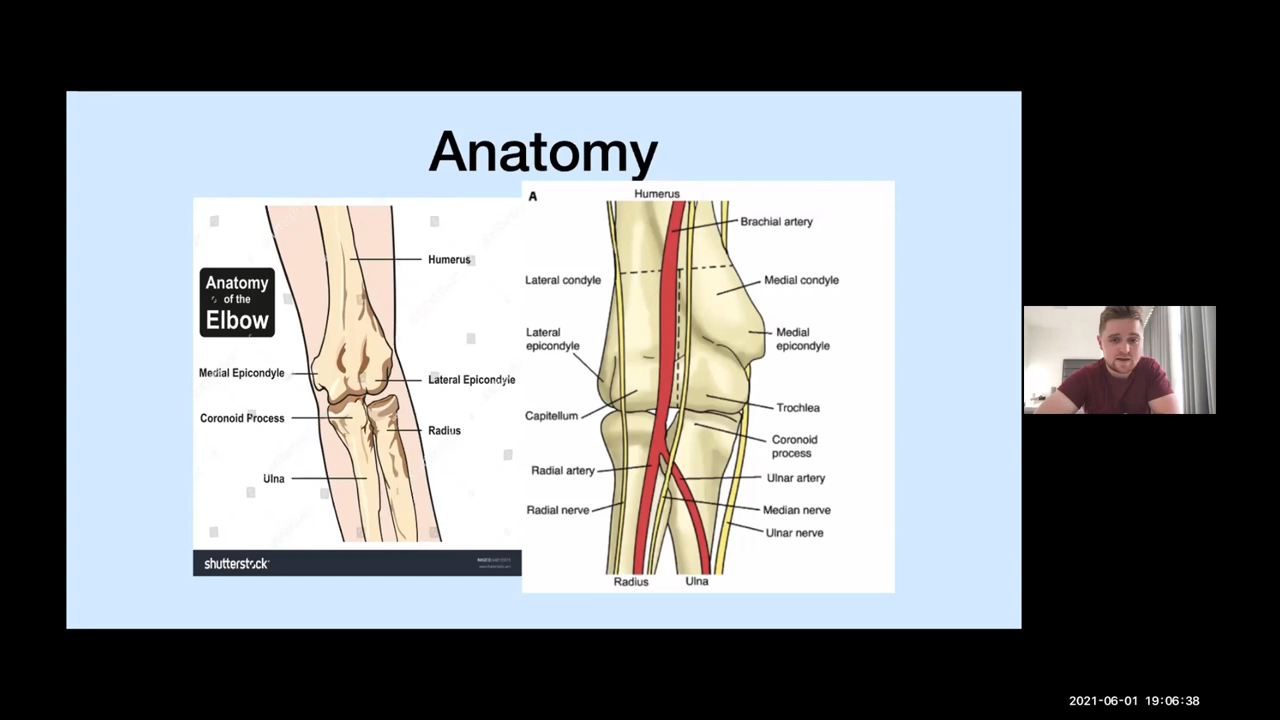 Anatomy
Anatomy
of the
Elbow
Humerus
Medial Epicondyle
Lateral Epicondyle
Coronoid Process
Radius
Ulna
shutterstock
A
Humerus
Brachial artery
Lateral condyle
Medial condyle
Lateral
epicondyle
Medial
epicondyle
Capitellum
Trochlea
Coronoid
process
Radial artery
Ulnar artery
Radial nerve
Median nerve
Ulnar nerve
Radius
Ulna
2021-06-01 19:06:38